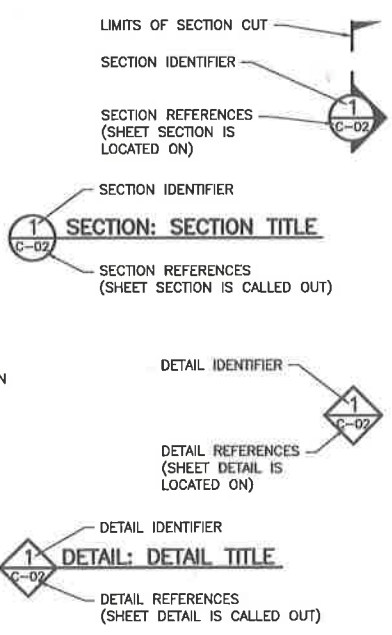 LIMITS OF SECTION CUT
SECTION IDENTIFIER
1
C-02
SECTION REFERENCES
(SHEET SECTION IS
LOCATED ON)
SECTION IDENTIFIER
1
C-02
SECTION: SECTION TITLE
SECTION REFERENCES
(SHEET SECTION IS CALLED OUT)
N
DETAIL IDENTIFIER
1
C-02
DETAIL REFERENCES
(SHEET DETAIL IS
LOCATED ON)
DETAIL IDENTIFIER
1
C-02
DETAIL: DETAIL TITLE
DETAIL REFERENCES
(SHEET DETAIL IS CALLED OUT)